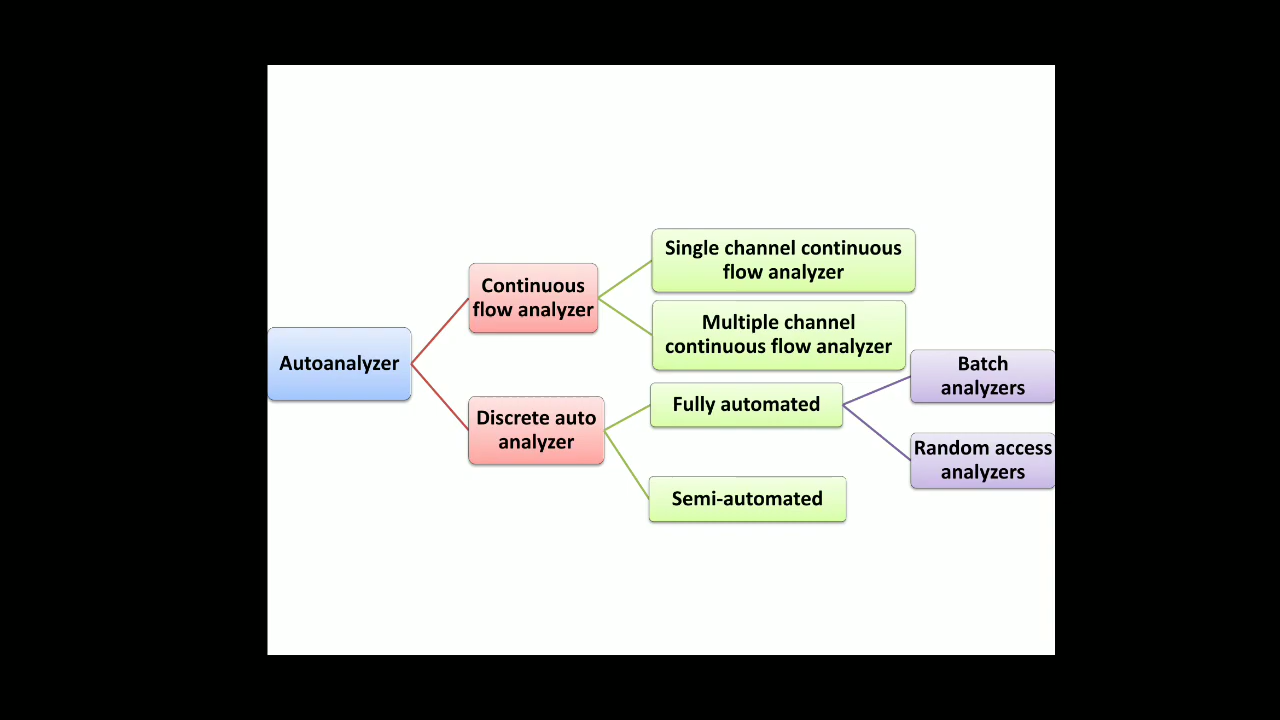 Single channel continuous
flow analyzer
Continuous
flow analyzer
Multiple channel
continuous flow analyzer
Autoanalyzer
Batch
analyzers
Fully automated
Discrete auto
analyzer
Random access
analyzers
Semi-automated